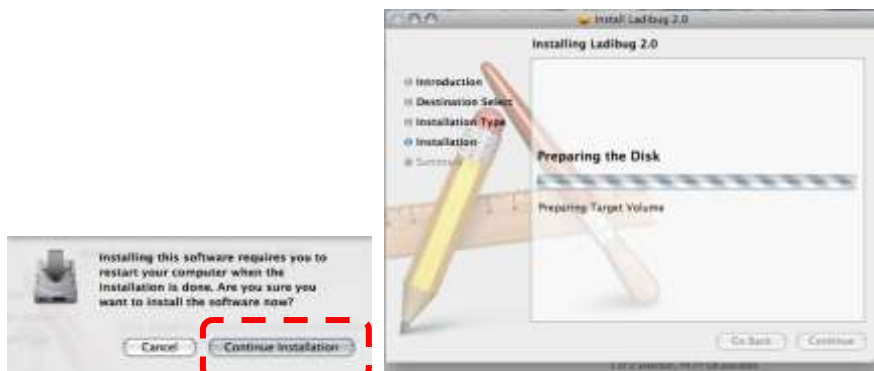 Installing this software requires you to
restart your computer when the
installation is done. Are you sure you
want to install the software now?
Cancel
Continue Installation
Install Ladibug 2.0
Installing Ladibug 2.0
Introduction
Destination Select
Installation Type
Installation
Summary
Preparing the Disk
Preparing Target Volume
Go Back
Continue